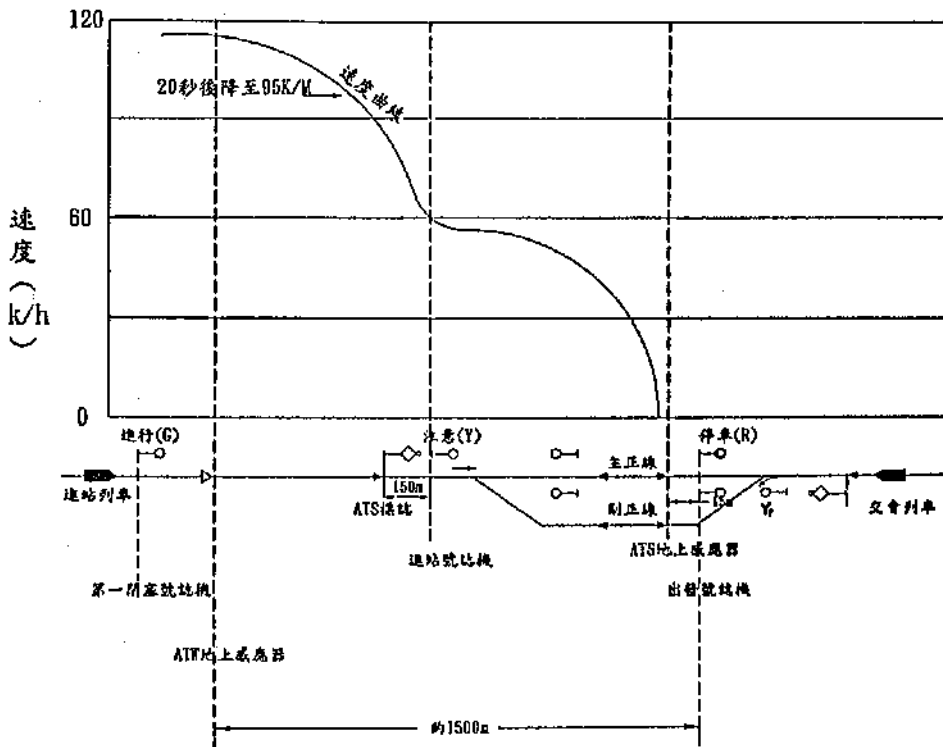 120
20秒後降至95K/M
速度曲線
60
速度(k/h)
0
進行(G)
注意(Y)
停車(R)
進站列車
主正線
交會列車
150m
ATS標誌
副正線
Yr
進站號誌機
ATS地上感應器
第一閉塞號誌機
出發號誌機
ATW地上感應器
約1500m